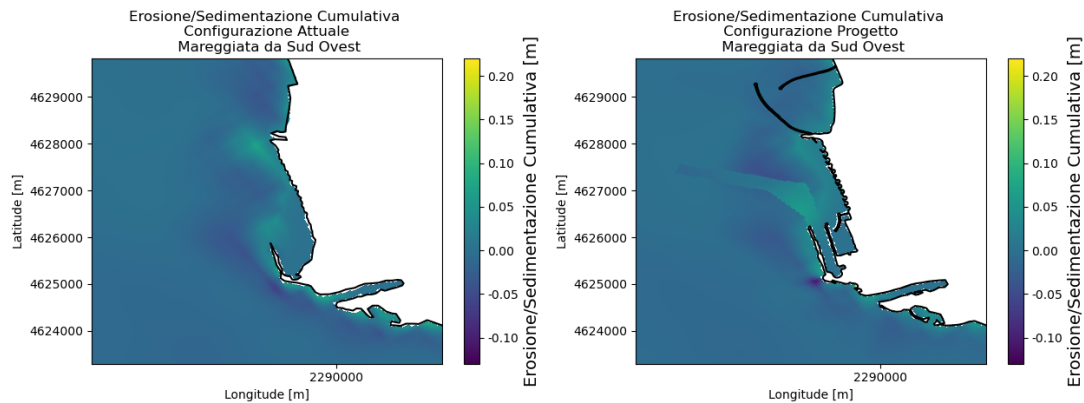 Erosione/Sedimentazione Cumulativa
Configurazione Attuale
Mareggiata da Sud Ovest
4629000
4628000
4627000
4626000
4625000
4624000
Latitude [m]
2290000
Longitude [m]
0.20
0.15
0.10
0.05
0.00
-0.05
-0.10
Erosione/Sedimentazione Cumulativa [m]
Erosione/Sedimentazione Cumulativa
Configurazione Progetto
Mareggiata da Sud Ovest
4629000
4628000
4627000
4626000
4625000
4624000
Latitude [m]
2290000
Longitude [m]
0.20
0.15
0.10
0.05
0.00
-0.05
-0.10
Erosione/Sedimentazione Cumulativa [m]